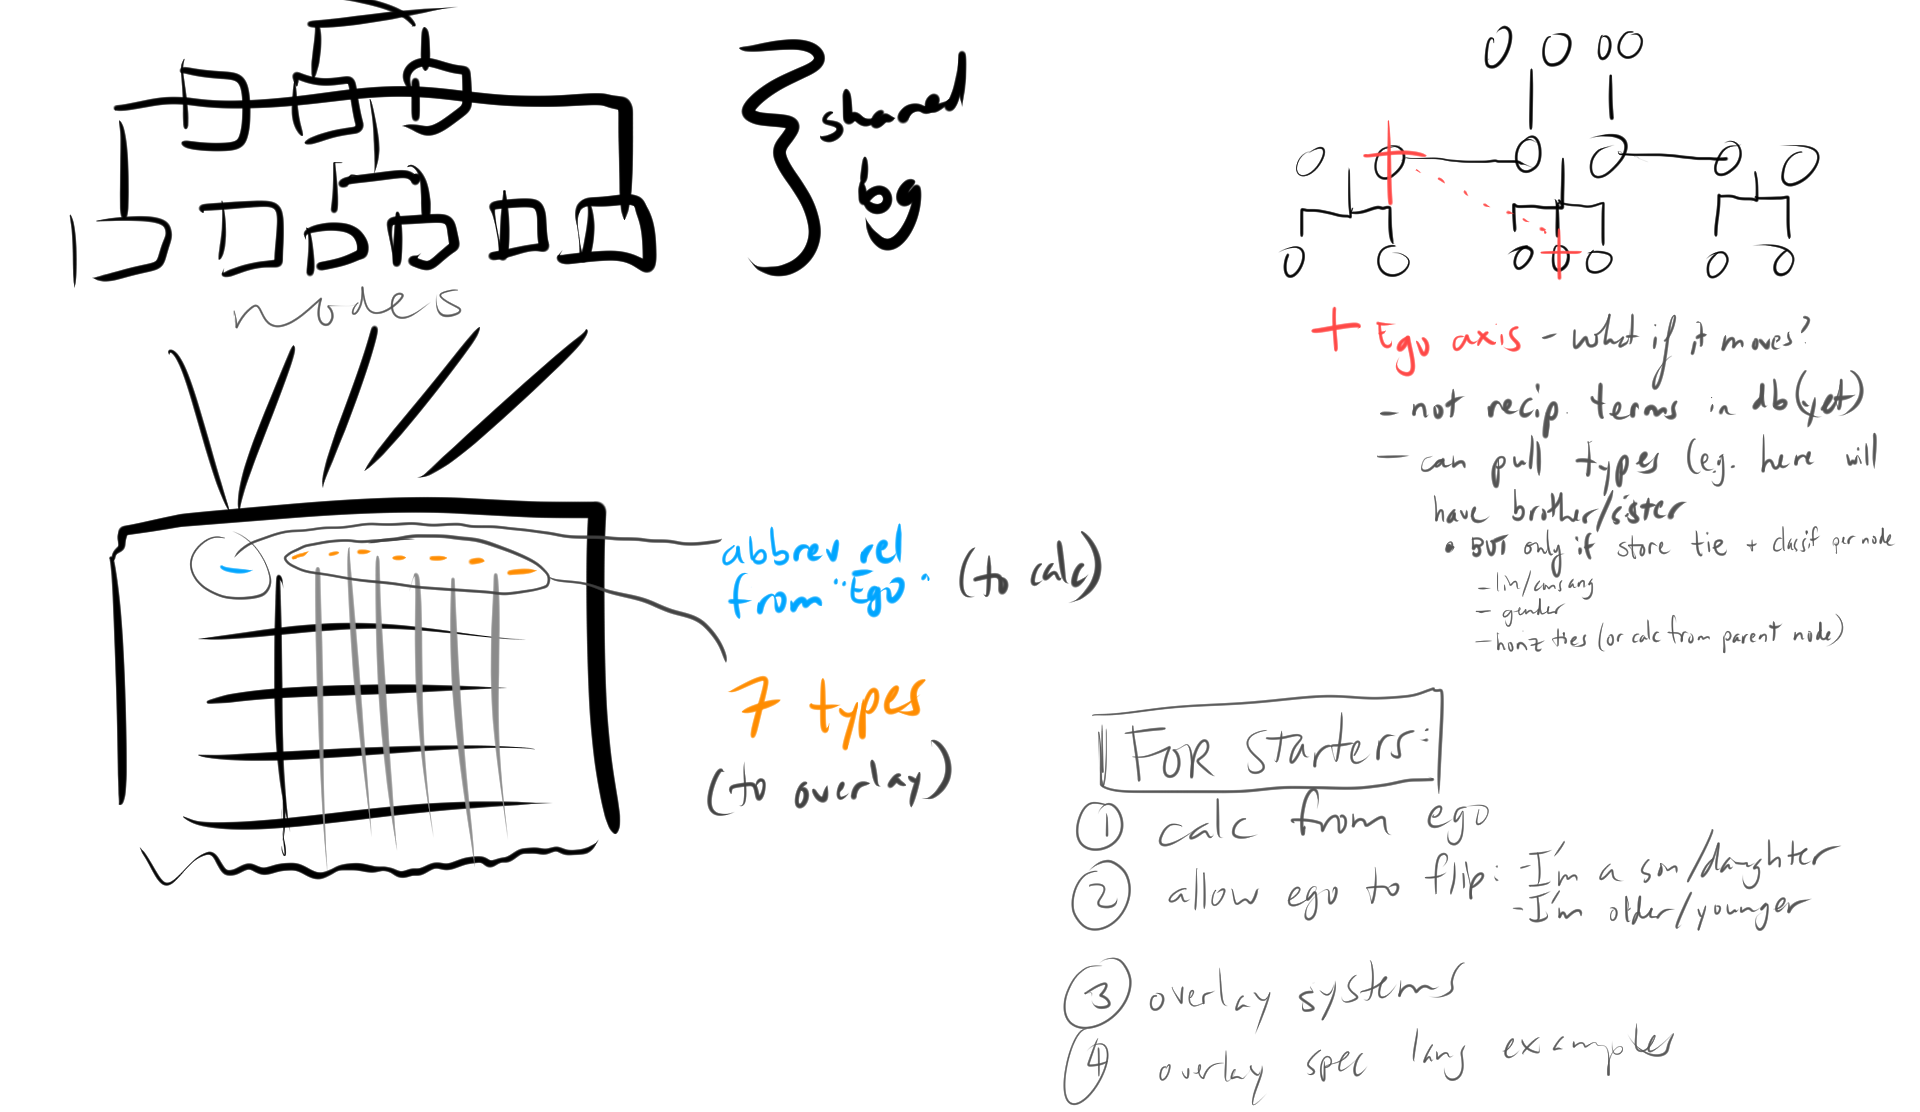 shared
bg
nodes
abbrev rel
from "Ego"
(to calc)
7 types
(to overlay)
+ Ego axis - what if it moves?
- not recip. terms in db (yet)
- can pull types (e.g. here will
have brother/sister
• BUT only if store tie + classif per node
- lin/consang
- gender
- horiz ties (or calc from parent node)
For starters:
1 calc from ego
2 allow ego to flip: - I'm a son/daughter
- I'm older/younger
3 overlay systems
4 overlay spec lang examples